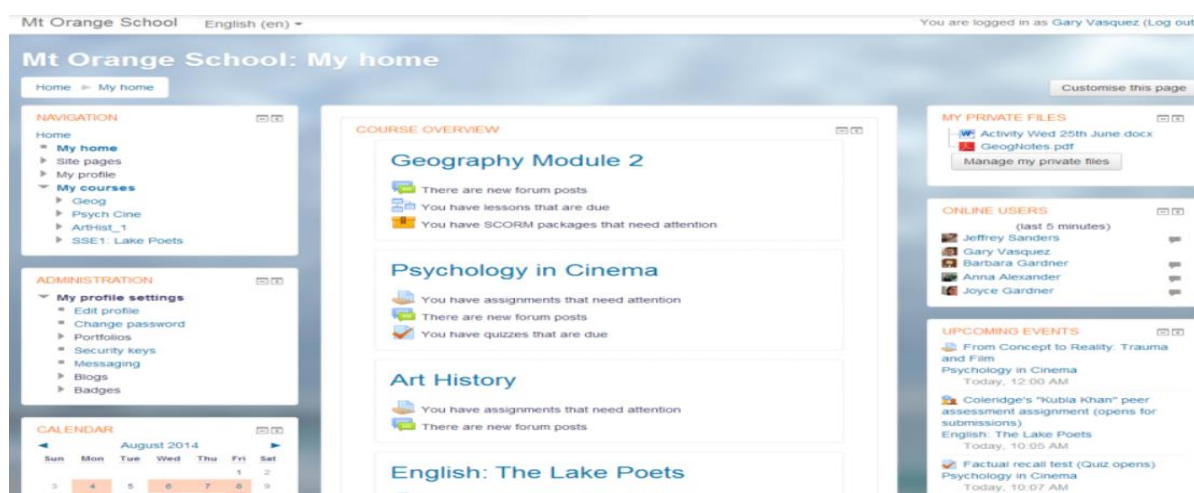 Mt Orange School English (en)
You are logged in as Gary Vasquez (Log out
Mt Orange School: My home
Home My home
Customise this page
NAVIGATION
Home
My home
Site pages
My profile
My courses
Geog
Psych Cine
ArtHist_1
SSE1: Lake Poets
ADMINISTRATION
My profile settings
Edit profile
Change password
Portfolios
Security keys
Messaging
Blogs
Badges
CALENDAR
August 2014
Sun Mon Tue Wed Thu Fri Sat
1 2
3 4 5 6 7 8 9
COURSE OVERVIEW
Geography Module 2
There are new forum posts
You have lessons that are due
You have SCORM packages that need attention
Psychology in Cinema
You have assignments that need attention
There are new forum posts
You have quizzes that are due
Art History
You have assignments that need attention
There are new forum posts
English: The Lake Poets
MY PRIVATE FILES
Activity Wed 25th June.docx
GeogNotes.pdf
Manage my private files
ONLINE USERS
(last 5 minutes)
Jeffrey Sanders
Gary Vasquez
Barbara Gardner
Anna Alexander
Joyce Gardner
UPCOMING EVENTS
From Concept to Reality: Trauma
and Film
Psychology in Cinema
Today, 12:00 AM
Coleridge's "Kubla Khan" peer
assessment assignment (opens for
submissions)
English: The Lake Poets
Today, 10:05 AM
Factual recall test (Quiz opens)
Psychology in Cinema
Today, 10:07 AM